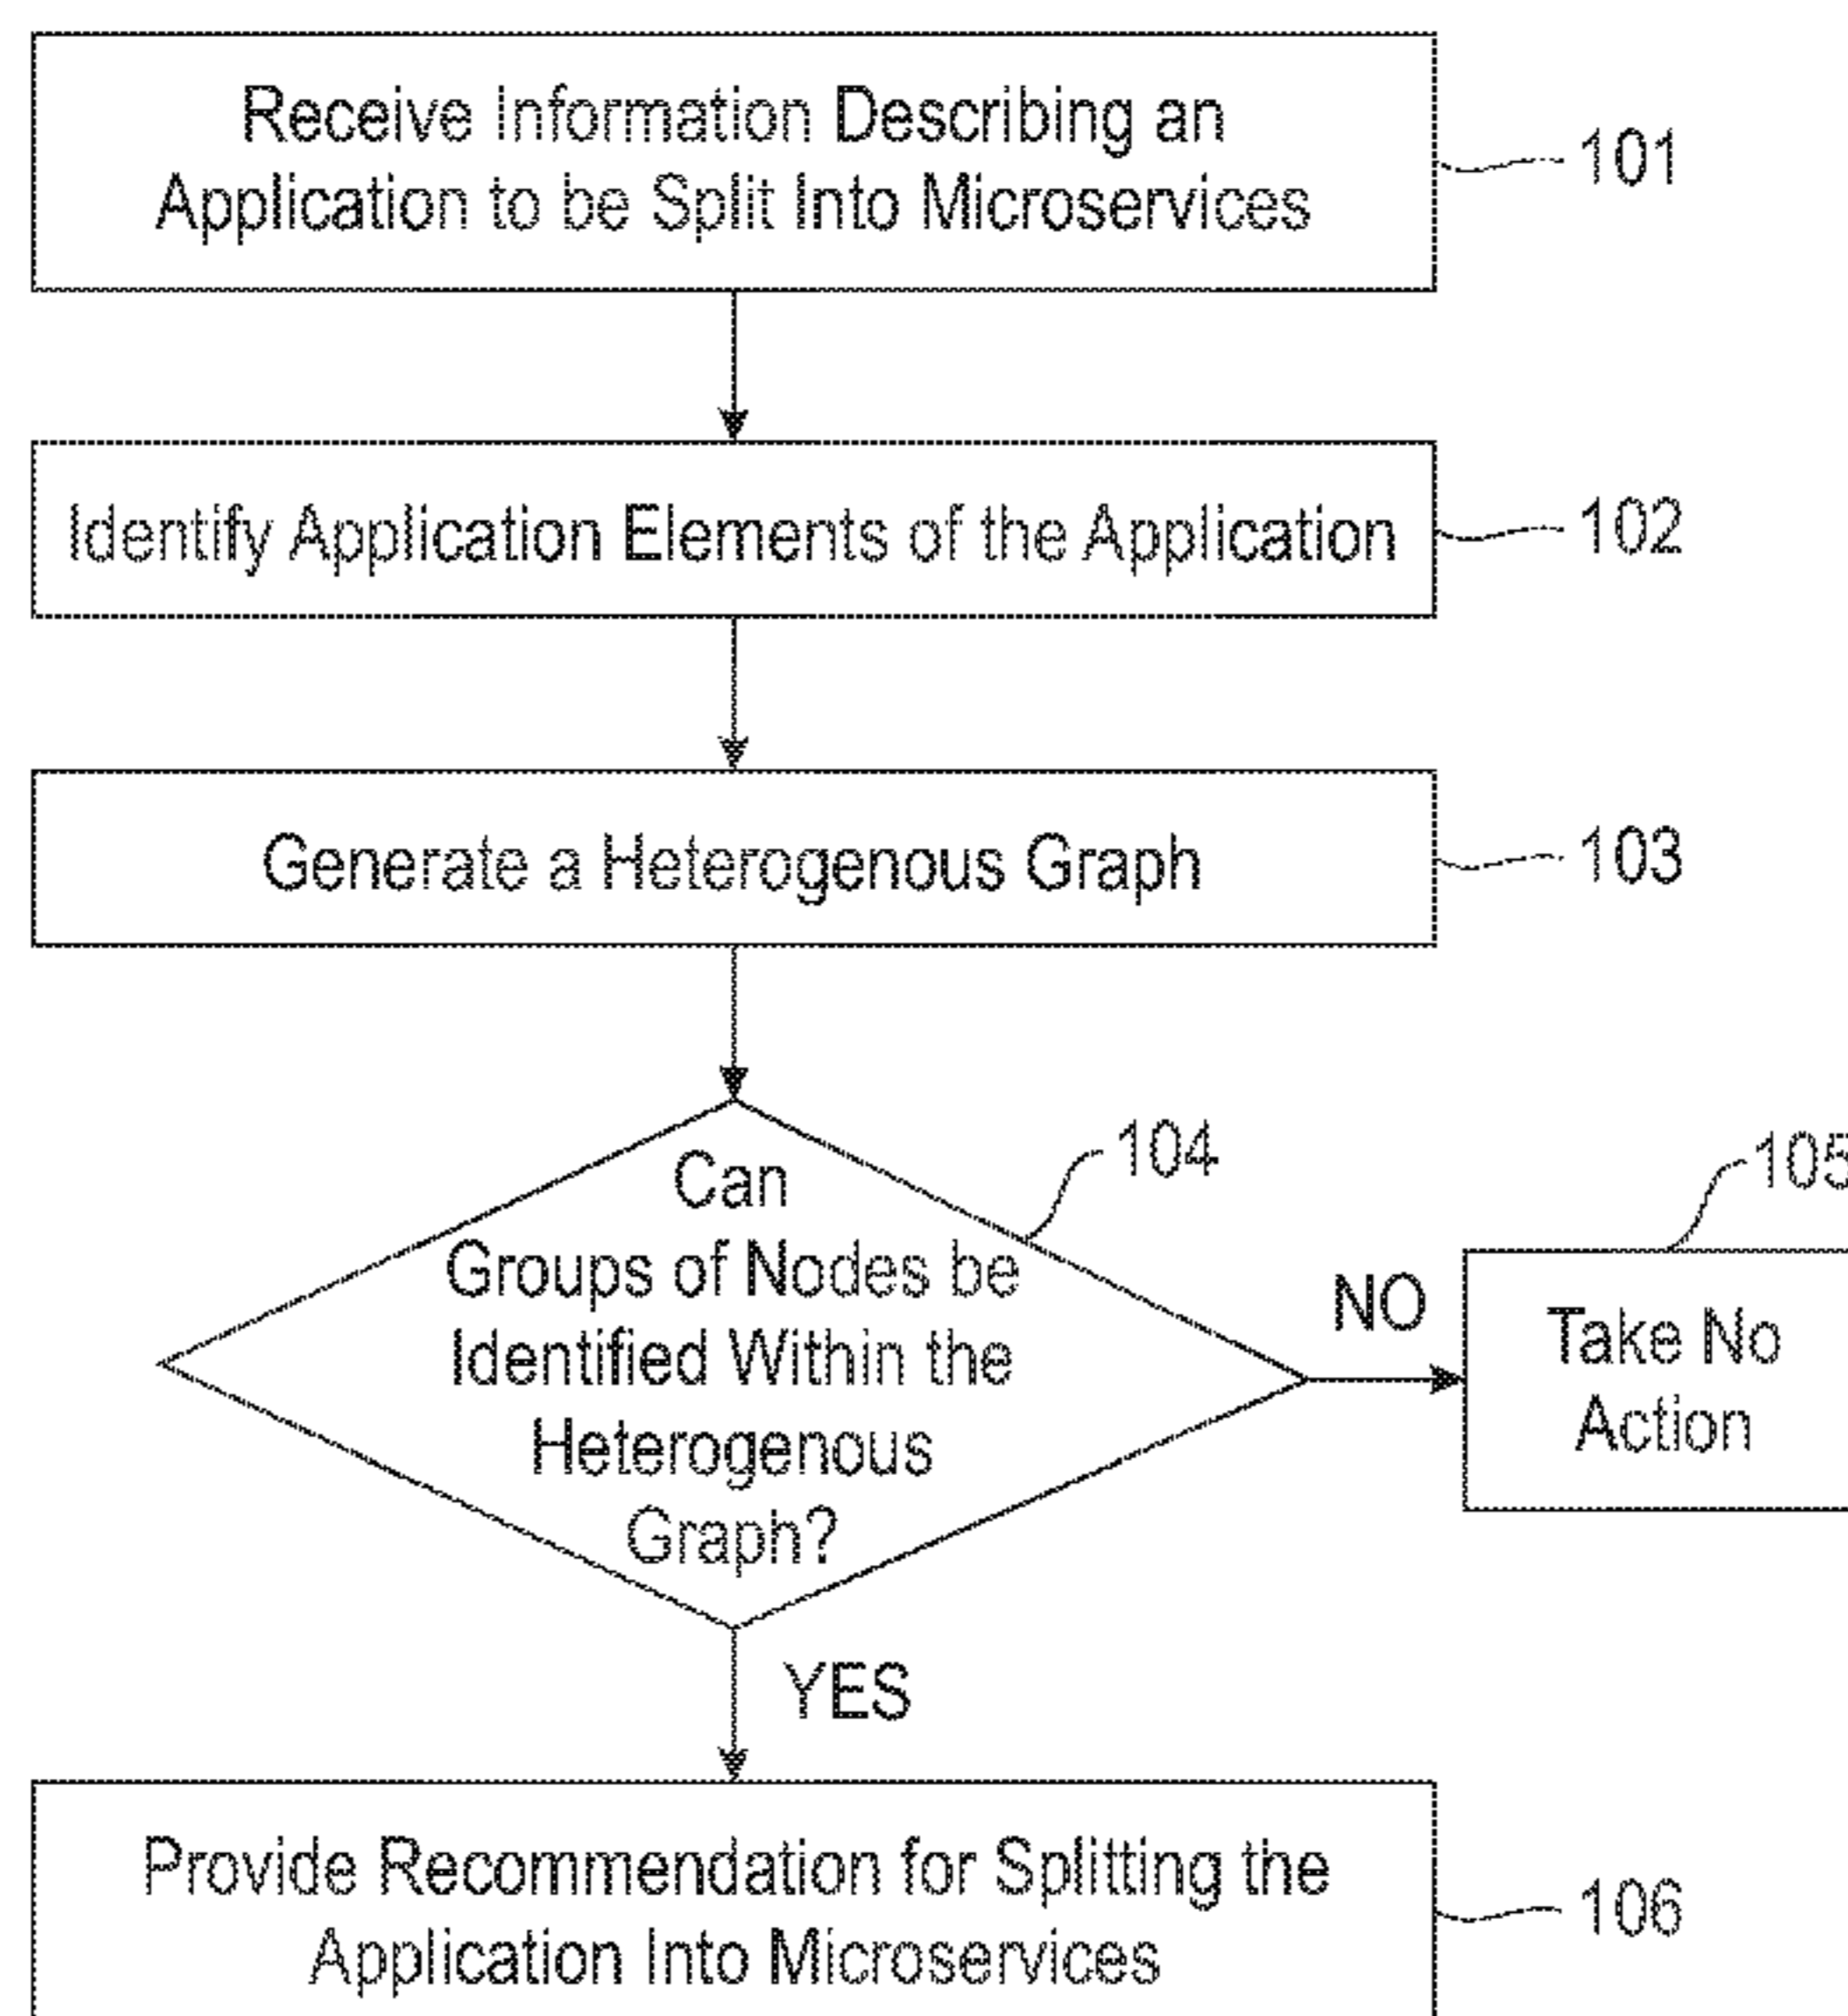 Receive Information Describing an
Application to be Split Into Microservices
101
Identify Application Elements of the Application
102
Generate a Heterogenous Graph
103
Can
Groups of Nodes be
Identified Within the
Heterogenous
Graph?
104
NO
105
Take No
Action
YES
Provide Recommendation for Splitting the
Application Into Microservices
106